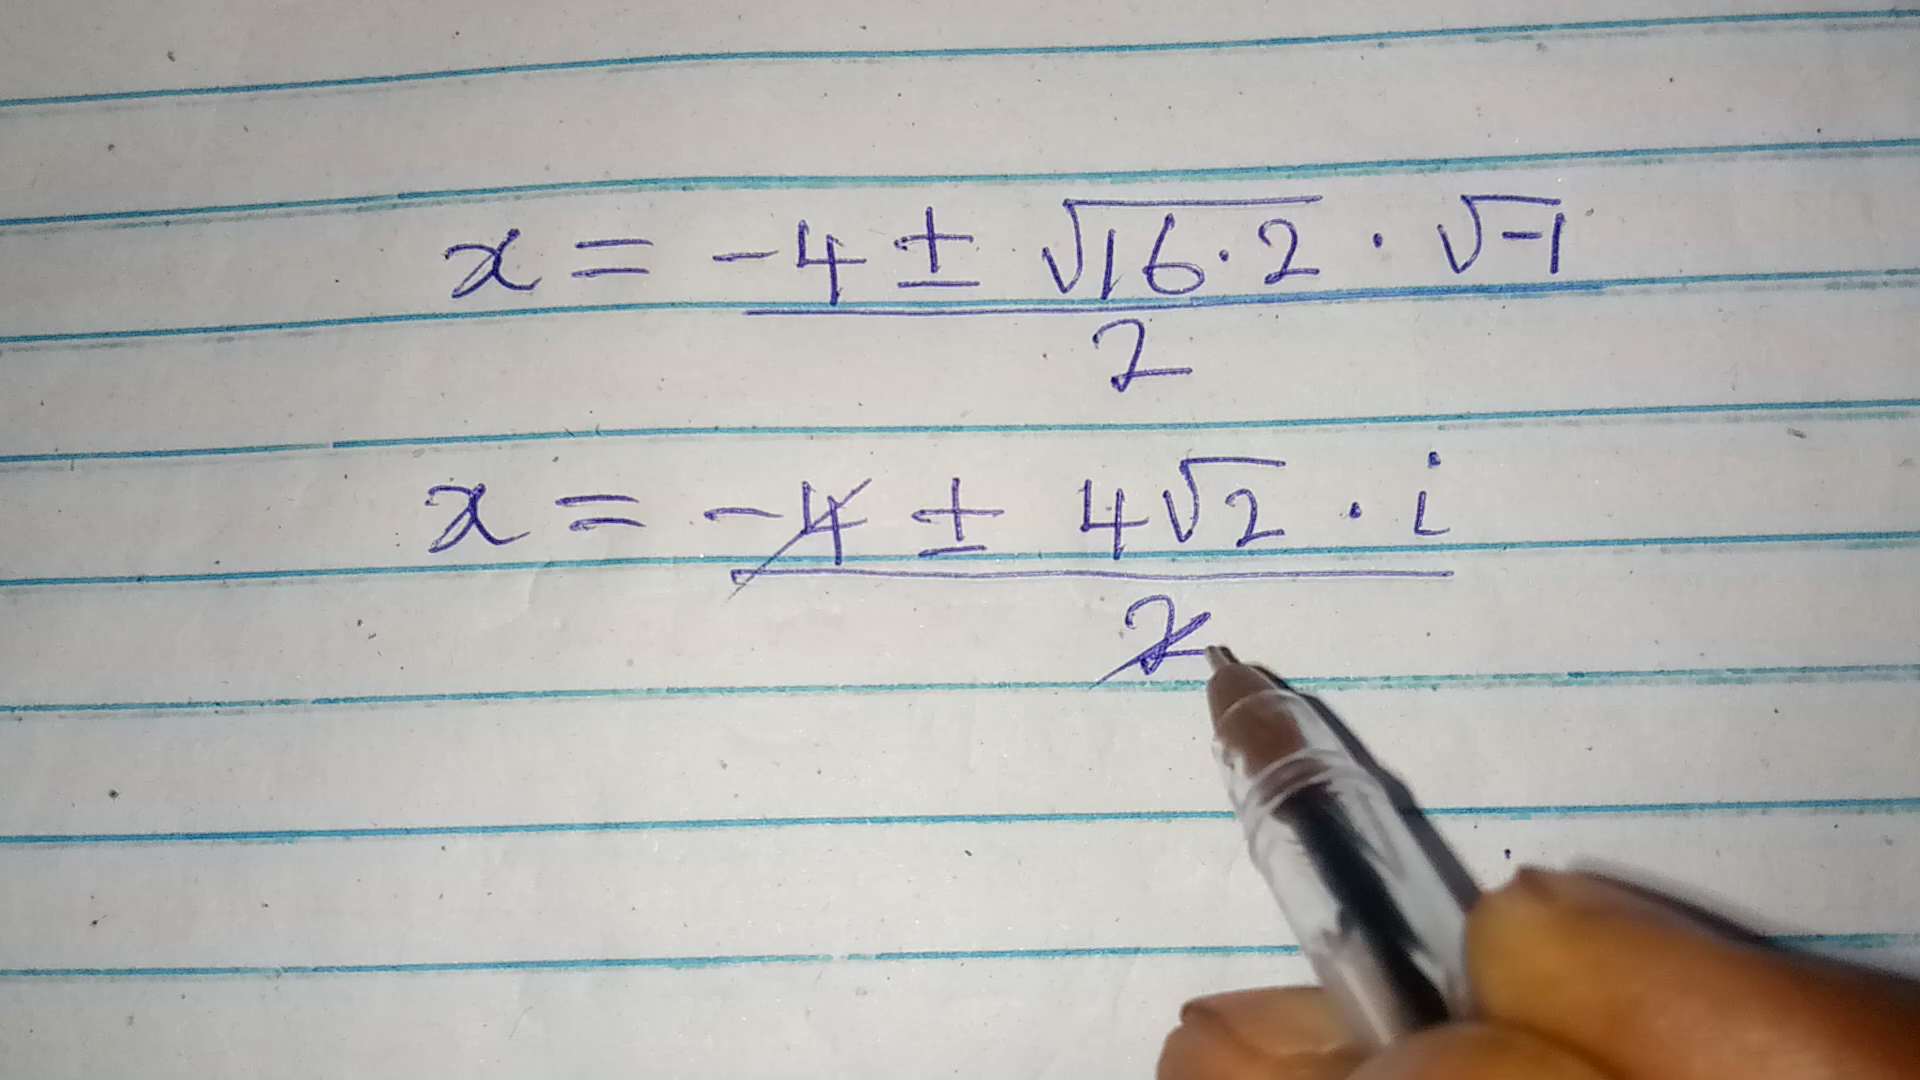 x = -4 ± √16·2 · √-1
2
x = -4 ± 4√2 · i
2